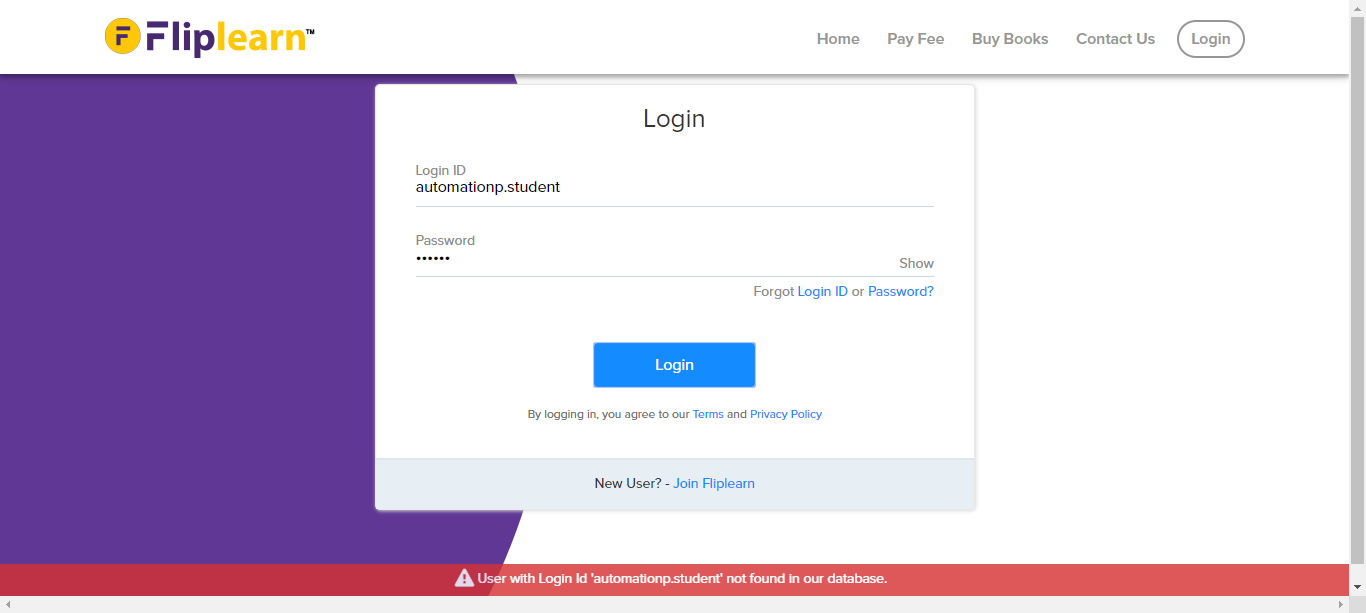 Fliplearn™
Home Pay Fee Buy Books Contact Us Login
Login
Login ID
automationp.student
Password
••••••
Show
Forgot Login ID or Password?
Login
By logging in, you agree to our Terms and Privacy Policy
New User? - Join Fliplearn
User with Login Id 'automationp.student' not found in our database.